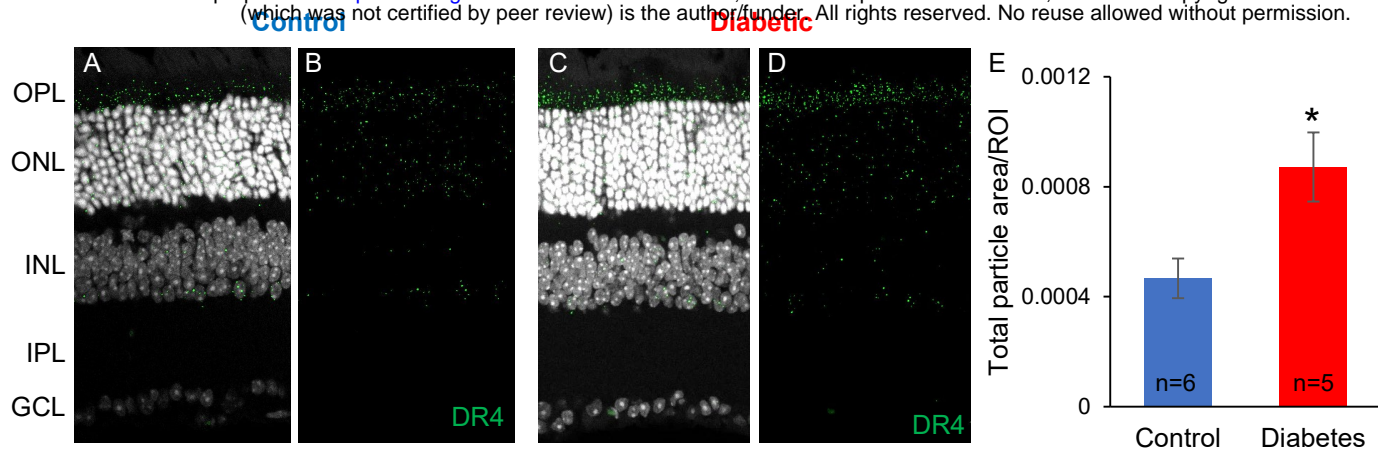 (which was not certified by peer review) is the author/funder. All rights reserved. No reuse allowed without permission.
Control
Diabetic
A
B
C
D
E
OPL
ONL
INL
IPL
GCL
DR4
DR4
Total particle area/ROI
0.0012
0.0008
0.0004
0
*
n=6
n=5
Control
Diabetes